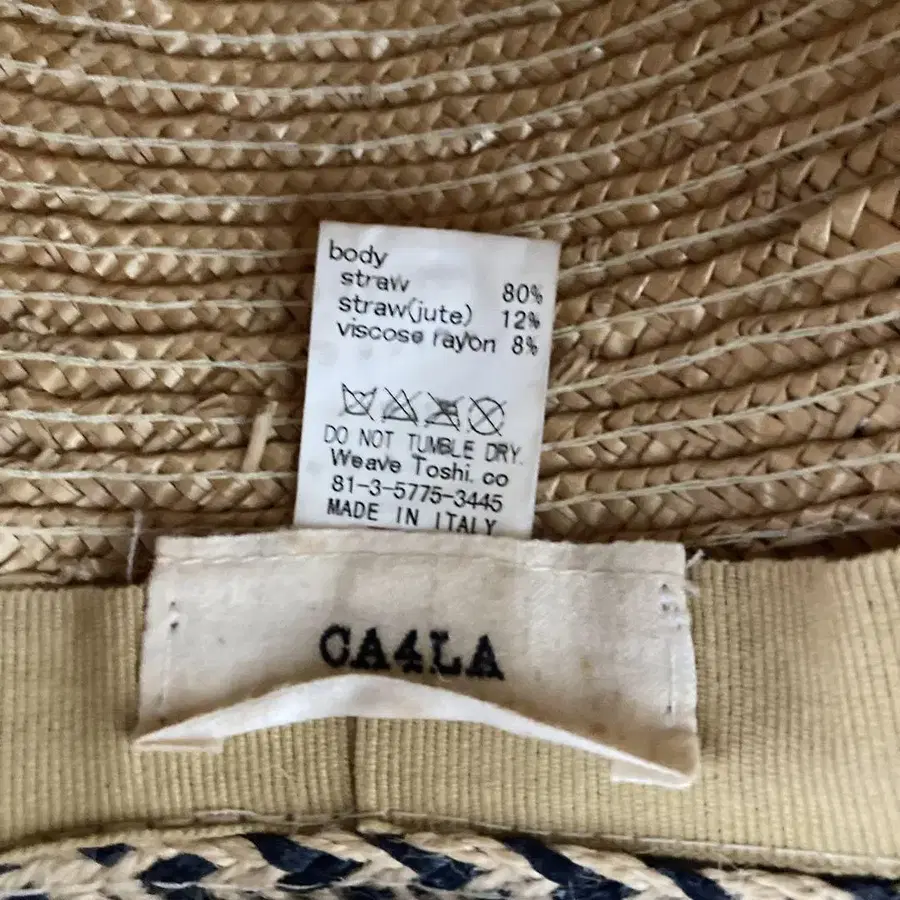 body
straw 80%
straw(jute) 12%
viscose rayon 8%
DO NOT TUMBLE DRY.
Weave Toshi. co
81-3-5775-3445
MADE IN ITALY
CA4LA